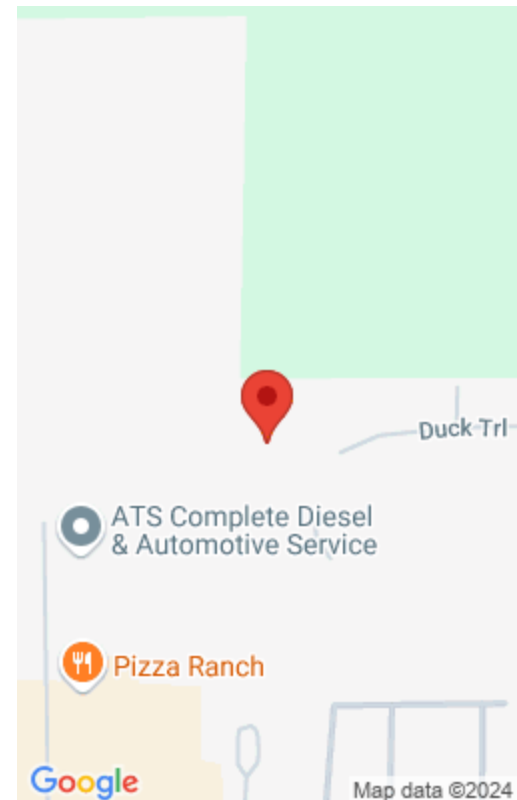 Duck Trl
ATS Complete Diesel
& Automotive Service
Pizza Ranch
Google
Map data ©2024